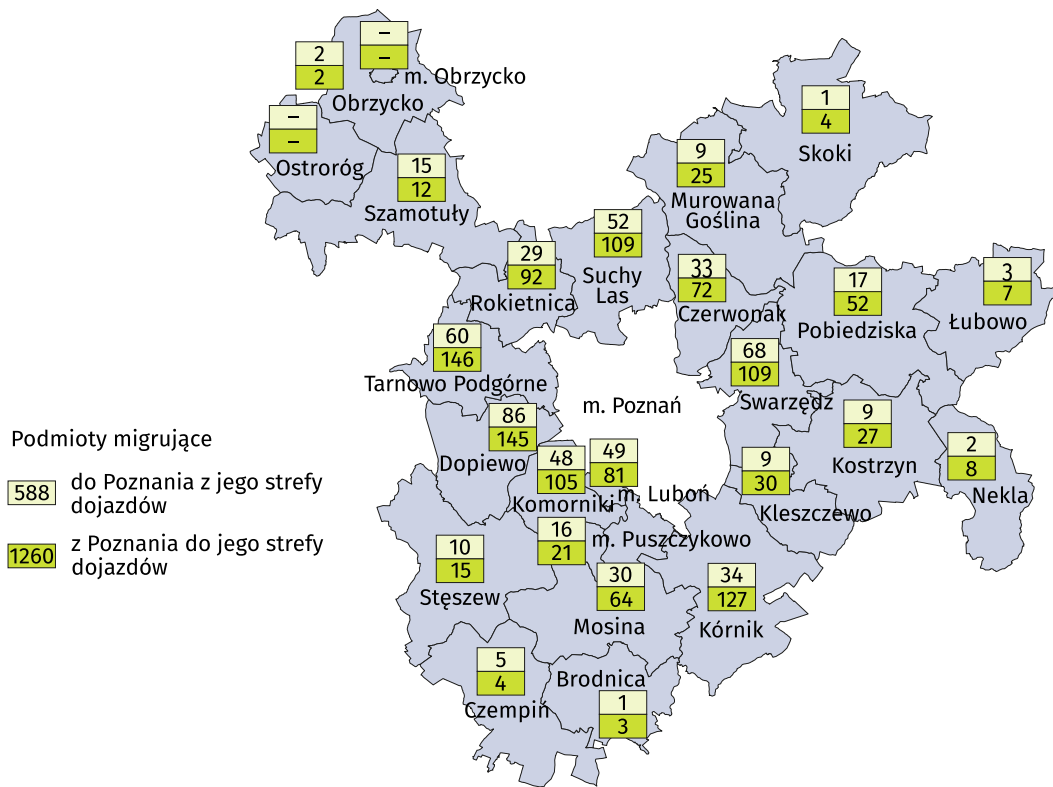 –
–
m. Obrzycko
2
2
Obrzycko
–
–
Ostroróg
15
12
Szamotuły
1
4
Skoki
9
25
Murowana
Goślina
52
109
Suchy
Las
29
92
Rokietnica
33
72
Czerwonak
17
52
Pobiedziska
3
7
Łubowo
60
146
Tarnowo Podgórne
68
109
Swarzędz
m. Poznań
86
145
Dopiewo
9
27
Kostrzyn
48
105
Komorniki
49
81
m. Luboń
9
30
Kleszczewo
2
8
Nekla
Podmioty migrujące
588
do Poznania z jego strefy
dojazdów
1260
z Poznania do jego strefy
dojazdów
16
21
m. Puszczykowo
10
15
Stęszew
30
64
Mosina
34
127
Kórnik
5
4
Czempiń
Brodnica
1
3